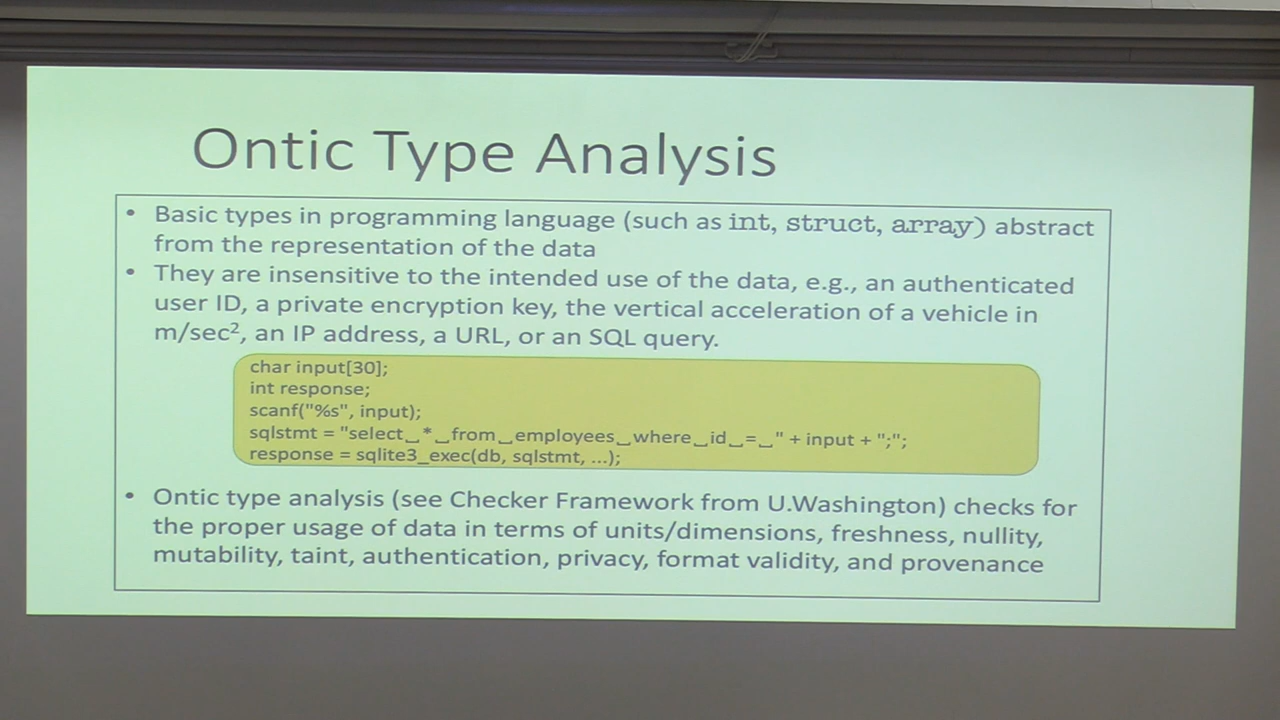 Ontic Type Analysis
• Basic types in programming language (such as int, struct, array) abstract
from the representation of the data
• They are insensitive to the intended use of the data, e.g., an authenticated
user ID, a private encryption key, the vertical acceleration of a vehicle in
m/sec², an IP address, a URL, or an SQL query.
char input[30];
int response;
scanf("%s", input);
sqlstmt = "select␣*␣from␣employees␣where␣id␣=␣" + input + ";";
response = sqlite3_exec(db, sqlstmt, ...);
• Ontic type analysis (see Checker Framework from U.Washington) checks for
the proper usage of data in terms of units/dimensions, freshness, nullity,
mutability, taint, authentication, privacy, format validity, and provenance